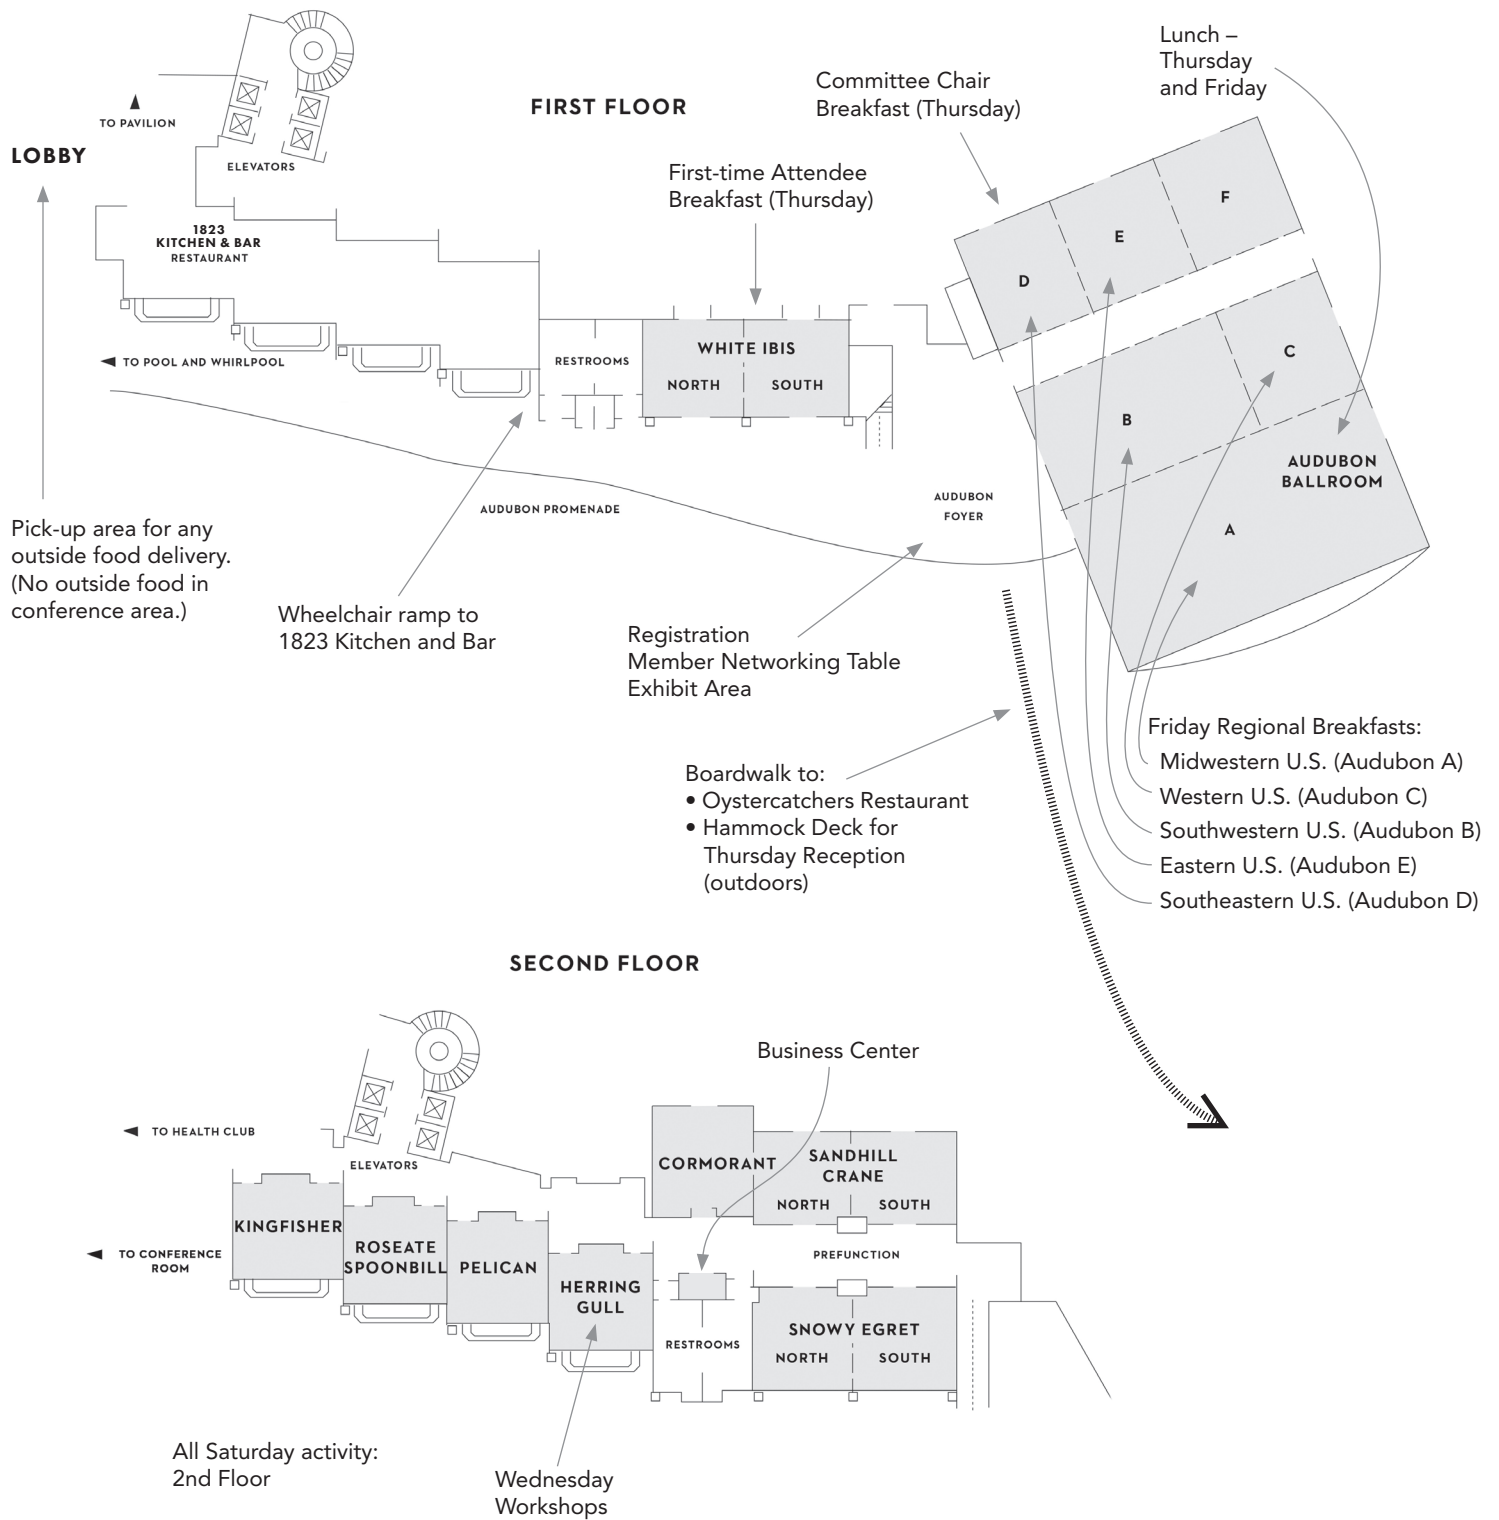 FIRST FLOOR
LOBBY
TO PAVILION
ELEVATORS
1823
KITCHEN & BAR
RESTAURANT
TO POOL AND WHIRLPOOL
RESTROOMS
WHITE IBIS
NORTH
SOUTH
First-time Attendee
Breakfast (Thursday)
Committee Chair
Breakfast (Thursday)
Lunch –
Thursday
and Friday
D
E
F
C
B
A
AUDUBON
BALLROOM
AUDUBON PROMENADE
AUDUBON
FOYER
Pick-up area for any
outside food delivery.
(No outside food in
conference area.)
Wheelchair ramp to
1823 Kitchen and Bar
Registration
Member Networking Table
Exhibit Area
Boardwalk to:
• Oystercatchers Restaurant
• Hammock Deck for
Thursday Reception
(outdoors)
Friday Regional Breakfasts:
Midwestern U.S. (Audubon A)
Western U.S. (Audubon C)
Southwestern U.S. (Audubon B)
Eastern U.S. (Audubon E)
Southeastern U.S. (Audubon D)
SECOND FLOOR
Business Center
TO HEALTH CLUB
ELEVATORS
TO CONFERENCE
ROOM
KINGFISHER
ROSEATE
SPOONBILL
PELICAN
HERRING
GULL
CORMORANT
SANDHILL
CRANE
NORTH
SOUTH
PREFUNCTION
RESTROOMS
SNOWY EGRET
NORTH
SOUTH
All Saturday activity:
2nd Floor
Wednesday
Workshops